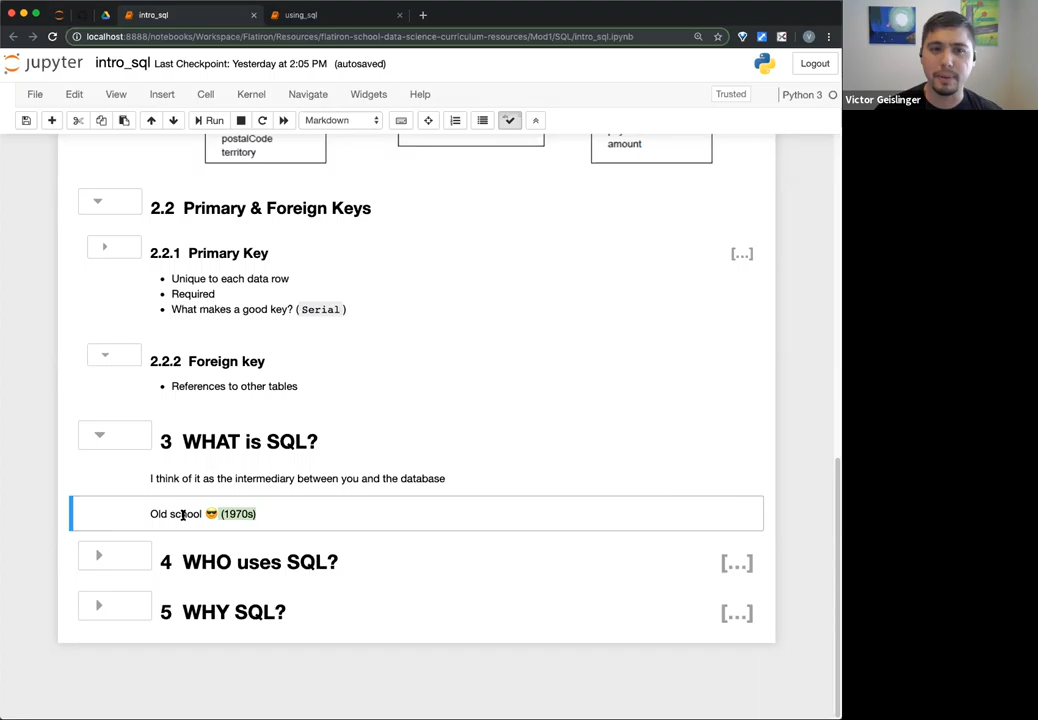 intro_sql
using_sql
localhost:8888/notebooks/Workspace/Flatiron/Resources/flatiron-school-data-science-curriculum-resources/Mod1/SQL/intro_sql.ipynb
V
jupyter intro_sql Last Checkpoint: Yesterday at 2:05 PM (autosaved)
Logout
File Edit View Insert Cell Kernel Navigate Widgets Help
Trusted
Python 3
Run
Markdown
Victor Geislinger
postalCode
territory
amount
2.2 Primary & Foreign Keys
2.2.1 Primary Key
[...]
Unique to each data row
Required
What makes a good key? (Serial)
2.2.2 Foreign key
References to other tables
3 WHAT is SQL?
I think of it as the intermediary between you and the database
Old school 😎 (1970s)
4 WHO uses SQL?
[...]
5 WHY SQL?
[...]